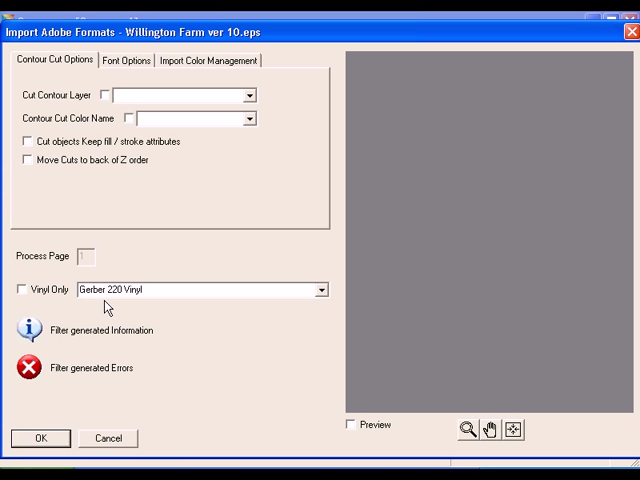 Import Adobe Formats - Willington Farm ver 10.eps
Contour Cut Options
Font Options
Import Color Management
Cut Contour Layer
Contour Cut Color Name
Cut objects Keep fill / stroke attributes
Move Cuts to back of Z order
Process Page 1
Vinyl Only Gerber 220 Vinyl
Filter generated Information
Filter generated Errors
Preview
OK
Cancel